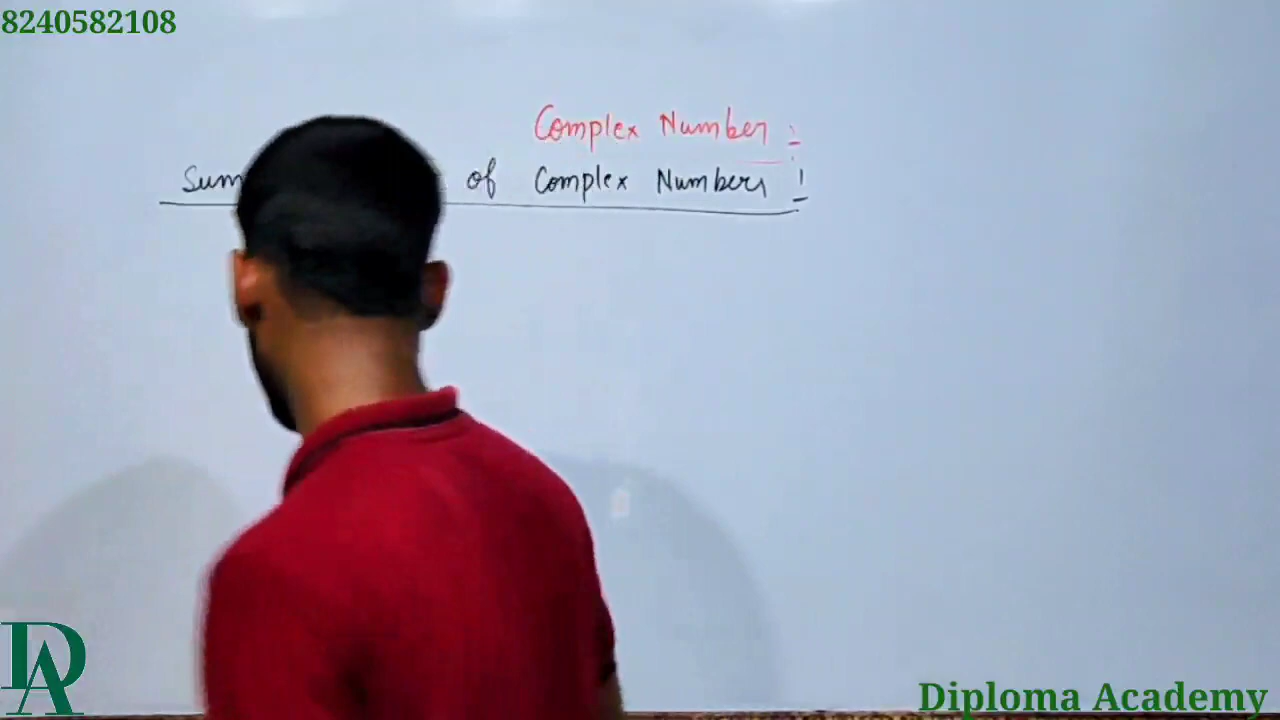 8240582108
Complex Number :-
Sum of Complex Numbers :-
DA
Diploma Academy